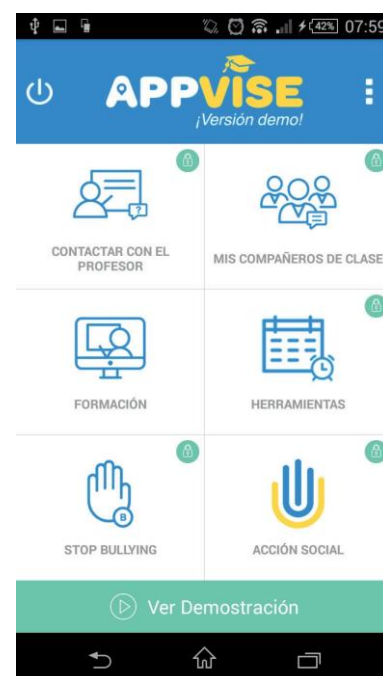 42% 07:59
APPVISE
¡Versión demo!
CONTACTAR CON EL
PROFESOR
MIS COMPAÑEROS DE CLASE
FORMACIÓN
HERRAMIENTAS
B
STOP BULLYING
ACCIÓN SOCIAL
Ver Demostración